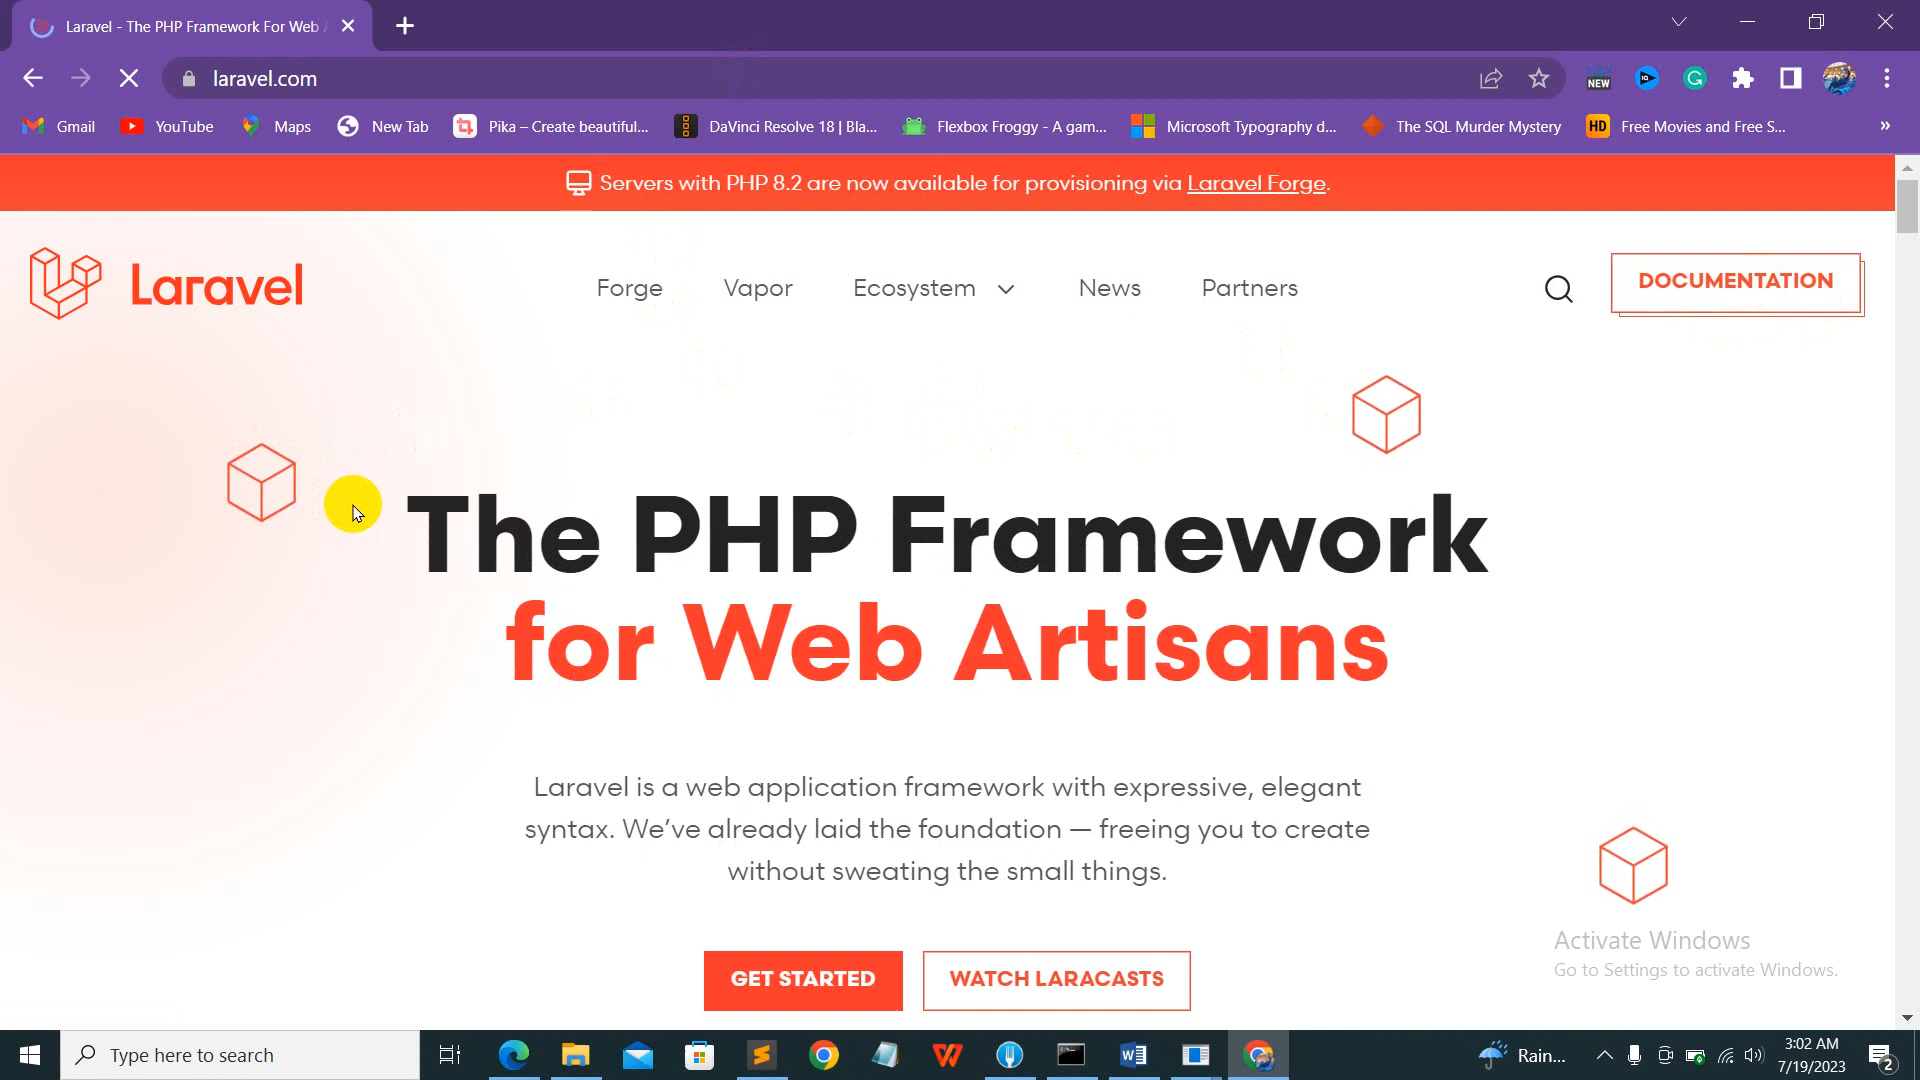 Laravel - The PHP Framework For Web
laravel.com
NEW
Gmail
YouTube
Maps
New Tab
Pika – Create beautiful...
DaVinci Resolve 18 | Bla...
Flexbox Froggy - A gam...
Microsoft Typography d...
The SQL Murder Mystery
HD Free Movies and Free S...
»
Servers with PHP 8.2 are now available for provisioning via Laravel Forge.
Laravel
Forge
Vapor
Ecosystem
News
Partners
DOCUMENTATION
The PHP Framework
for Web Artisans
Laravel is a web application framework with expressive, elegant
syntax. We’ve already laid the foundation — freeing you to create
without sweating the small things.
GET STARTED
WATCH LARACASTS
Activate Windows
Go to Settings to activate Windows.
Type here to search
Rain...
3:02 AM
7/19/2023
2